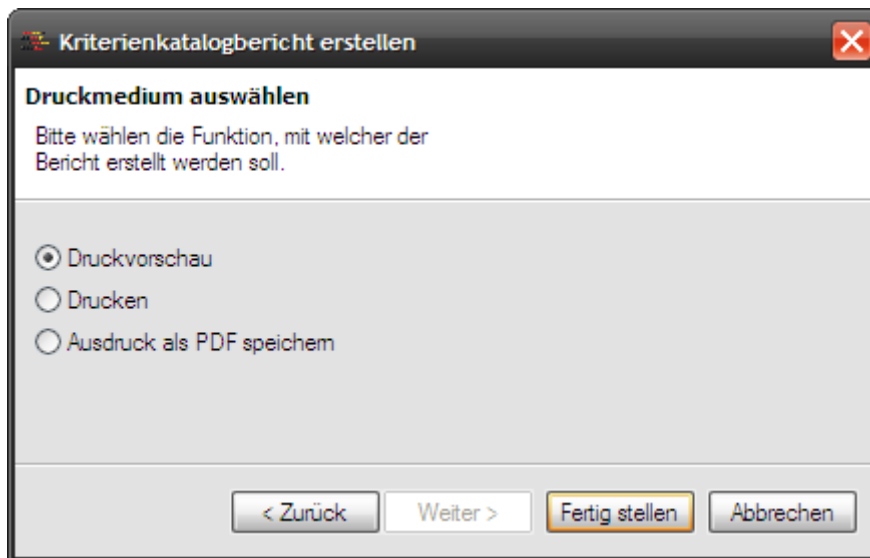 Kriterienkatalogbericht erstellen
Druckmedium auswählen
Bitte wählen die Funktion, mit welcher der
Bericht erstellt werden soll.
Druckvorschau
Drucken
Ausdruck als PDF speichern
< Zurück
Weiter >
Fertig stellen
Abbrechen